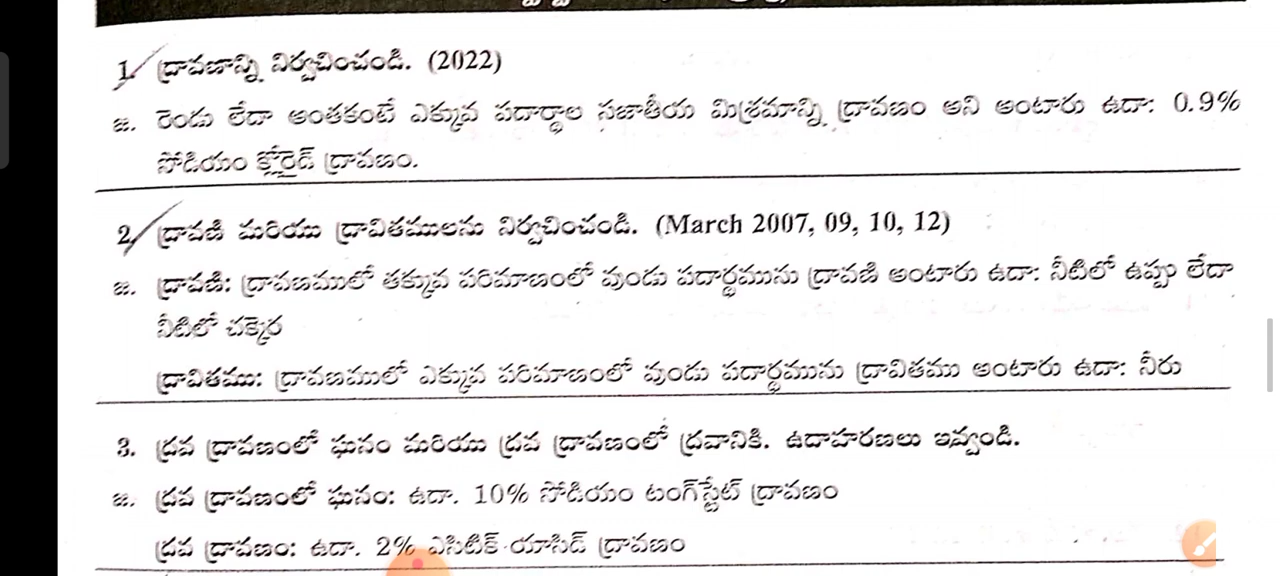 1. ద్రావణాన్ని నిర్వచించండి. (2022)
జ. రెండు లేదా అంతకంటే ఎక్కువ పదార్థాల సజాతీయ మిశ్రమాన్ని ద్రావణం అని అంటారు ఉదా: 0.9%
సోడియం క్లోరైడ్ ద్రావణం.
2. ద్రావణి మరియు ద్రావితములను నిర్వచించండి. (March 2007, 09, 10, 12)
జ. ద్రావణి: ద్రావణములో తక్కువ పరిమాణంలో వుండు పదార్థమును ద్రావణి అంటారు ఉదా: నీటిలో ఉప్పు లేదా
నీటిలో చక్కెర
ద్రావితము: ద్రావణములో ఎక్కువ పరిమాణంలో వుండు పదార్థమును ద్రావితము అంటారు ఉదా: నీరు
3. ద్రవ ద్రావణంలో ఘనం మరియు ద్రవ ద్రావణంలో ద్రవానికి. ఉదాహరణలు ఇవ్వండి.
జ. ద్రవ ద్రావణంలో ఘనం: ఉదా. 10% సోడియం టంగ్‌స్టేట్ ద్రావణం
ద్రవ ద్రావణం: ఉదా. 2% ఎసిటిక్ యాసిడ్ ద్రావణం